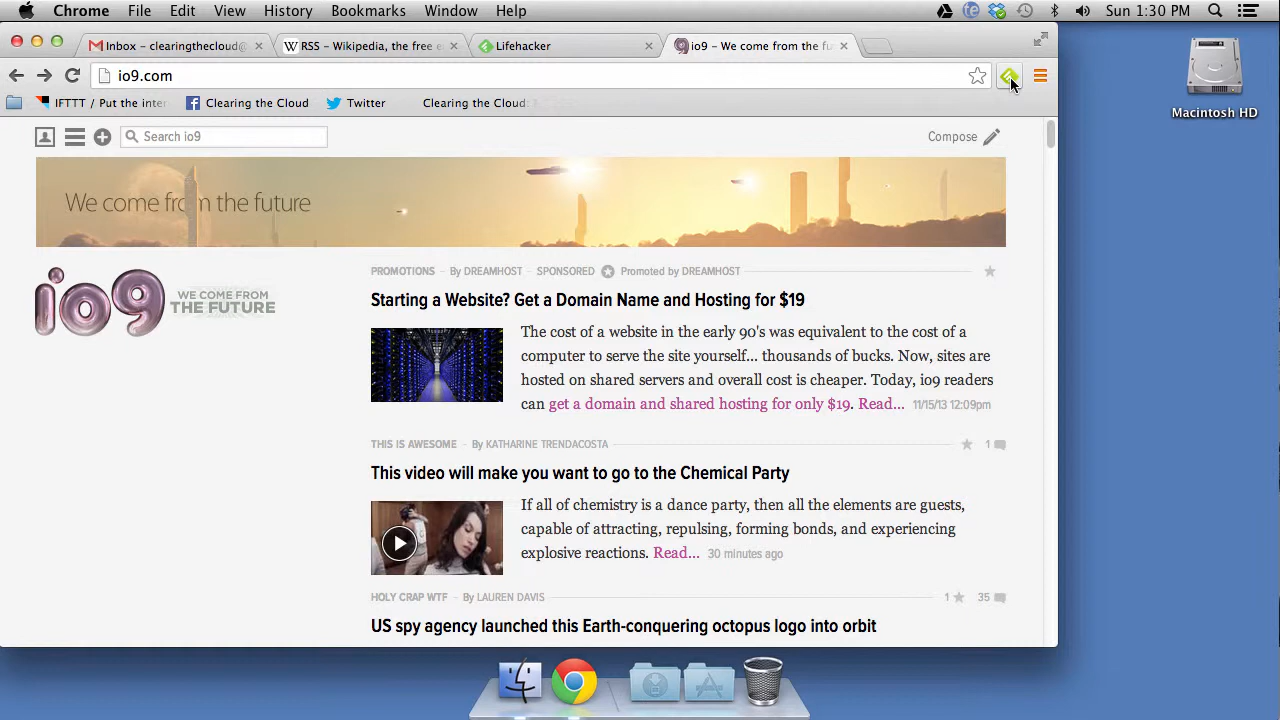 Chrome File Edit View History Bookmarks Window Help Sun 1:30 PM
Inbox – clearingthecloud@ RSS – Wikipedia, the free e Lifehacker io9 – We come from the fu
io9.com
IFTTT / Put the inter Clearing the Cloud Twitter Clearing the Cloud:
Macintosh HD
Search io9 Compose
We come from the future
io9 WE COME FROM
THE FUTURE
PROMOTIONS – By DREAMHOST – SPONSORED Promoted by DREAMHOST
Starting a Website? Get a Domain Name and Hosting for $19
The cost of a website in the early 90's was equivalent to the cost of a
computer to serve the site yourself... thousands of bucks. Now, sites are
hosted on shared servers and overall cost is cheaper. Today, io9 readers
can get a domain and shared hosting for only $19. Read... 11/15/13 12:09pm
THIS IS AWESOME – By KATHARINE TRENDACOSTA 1
This video will make you want to go to the Chemical Party
If all of chemistry is a dance party, then all the elements are guests,
capable of attracting, repulsing, forming bonds, and experiencing
explosive reactions. Read... 30 minutes ago
HOLY CRAP WTF – By LAUREN DAVIS 1 35
US spy agency launched this Earth-conquering octopus logo into orbit